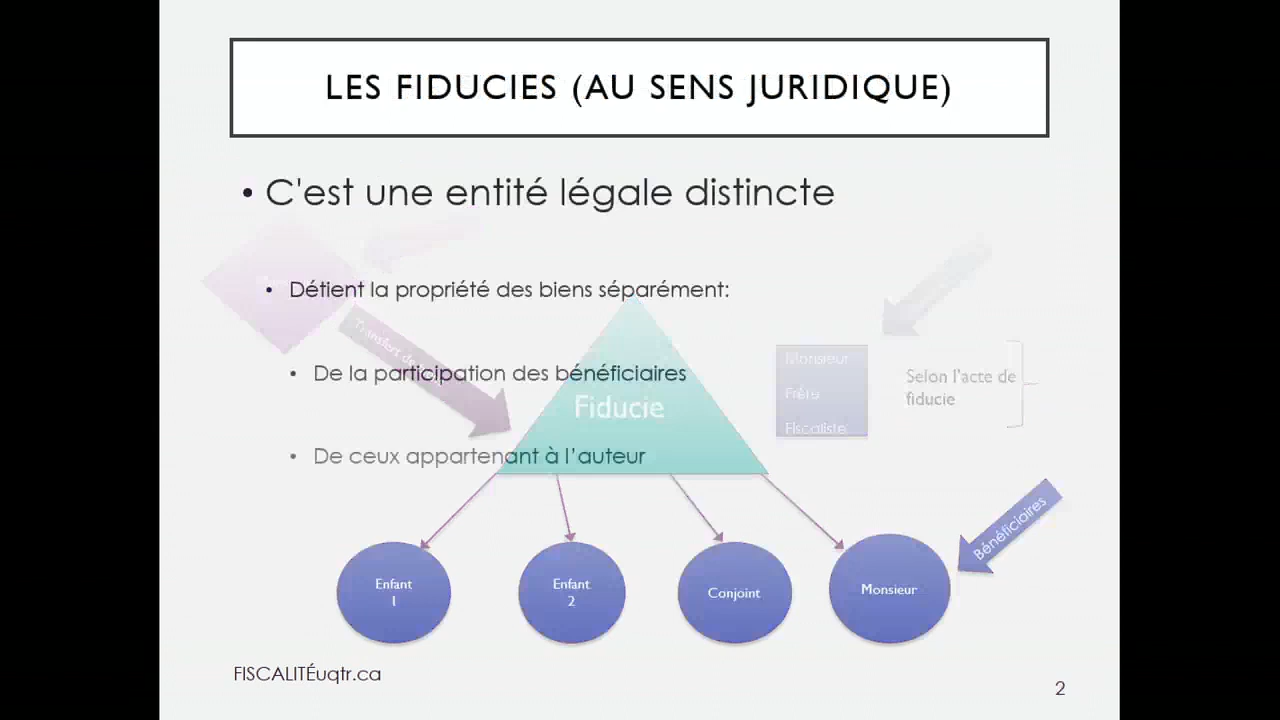 LES FIDUCIES (AU SENS JURIDIQUE)
• C'est une entité légale distincte
• Détient la propriété des biens séparément:
Transfert de
Monsieur
Selon l'acte de
• De la participation des bénéficiaires
Frère
fiducie
Fiducie
Fiscaliste
• De ceux appartenant à l'auteur
Bénéficiaires
Enfant
1
Enfant
2
Conjoint
Monsieur
FISCALITÉuqtr.ca
2